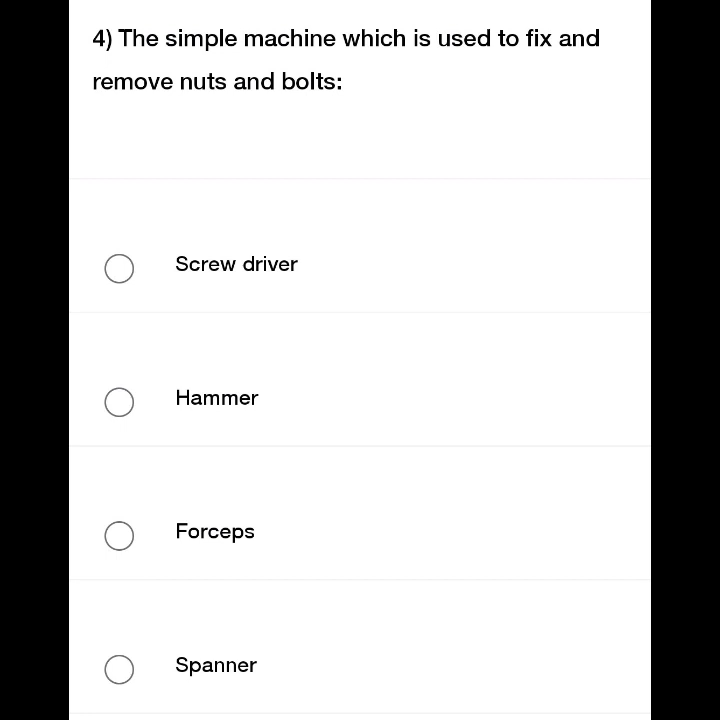 4) The simple machine which is used to fix and
remove nuts and bolts:
Screw driver
Hammer
Forceps
Spanner